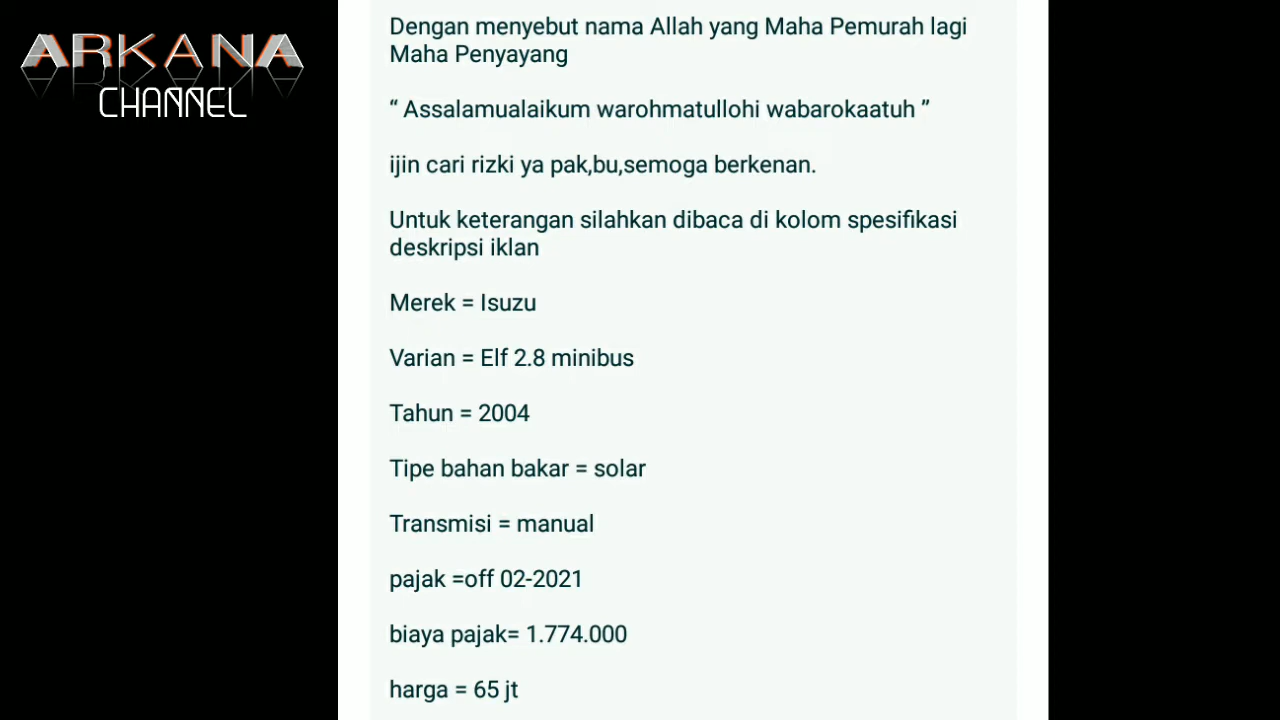 ARKANA
CHANNEL
Dengan menyebut nama Allah yang Maha Pemurah lagi
Maha Penyayang
“ Assalamualaikum warohmatullohi wabarokaatuh ”
ijin cari rizki ya pak,bu,semoga berkenan.
Untuk keterangan silahkan dibaca di kolom spesifikasi
deskripsi iklan
Merek = Isuzu
Varian = Elf 2.8 minibus
Tahun = 2004
Tipe bahan bakar = solar
Transmisi = manual
pajak =off 02-2021
biaya pajak= 1.774.000
harga = 65 jt